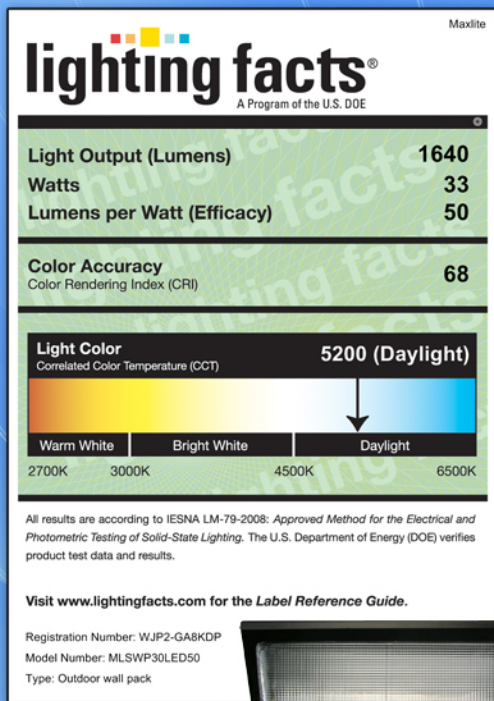 Maxlite
lighting facts®
A Program of the U.S. DOE
Light Output (Lumens) 1640
Watts 33
Lumens per Watt (Efficacy) 50
Color Accuracy
Color Rendering Index (CRI) 68
Light Color
Correlated Color Temperature (CCT) 5200 (Daylight)
Warm White Bright White Daylight
2700K 3000K 4500K 6500K
All results are according to IESNA LM-79-2008: Approved Method for the Electrical and
Photometric Testing of Solid-State Lighting. The U.S. Department of Energy (DOE) verifies
product test data and results.
Visit www.lightingfacts.com for the Label Reference Guide.
Registration Number: WJP2-GA8KDP
Model Number: MLSWP30LED50
Type: Outdoor wall pack